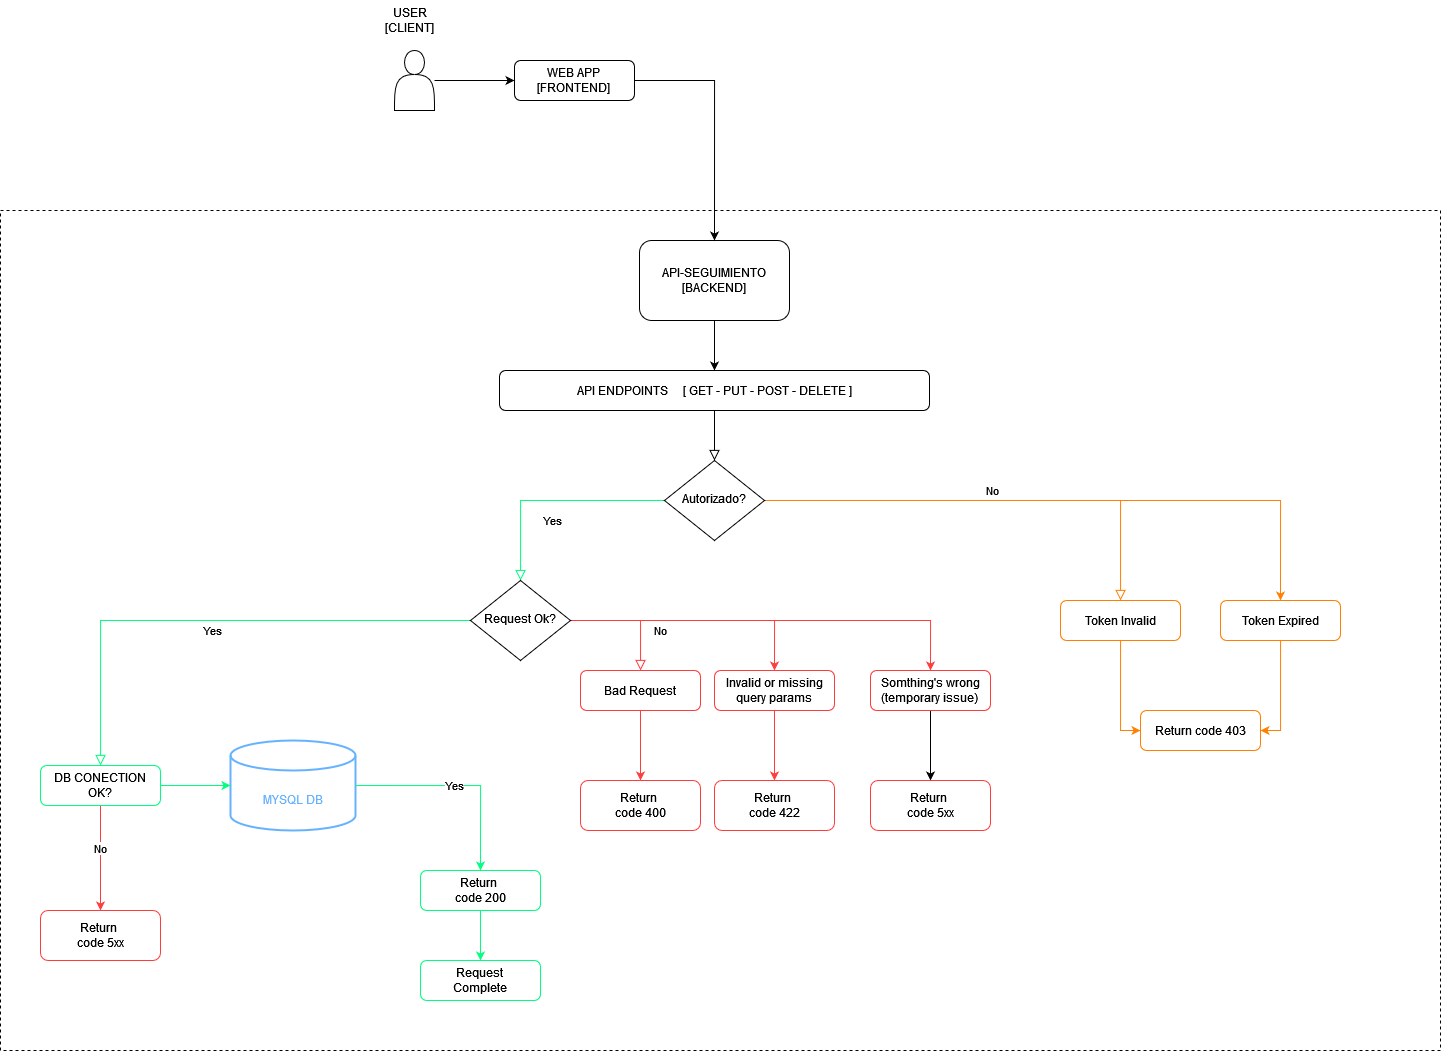 USER
[CLIENT]
WEB APP
[FRONTEND]
API-SEGUIMIENTO
[BACKEND]
API ENDPOINTS [ GET - PUT - POST - DELETE ]
Autorizado?
No
Yes
Request Ok?
Token Invalid
Token Expired
Yes
No
Bad Request
Invalid or missing
query params
Somthing's wrong
(temporary issue)
Return code 403
DB CONECTION
OK?
MYSQL DB
Yes
Return
code 400
Return
code 422
Return
code 5xx
No
Return
code 200
Return
code 5xx
Request
Complete